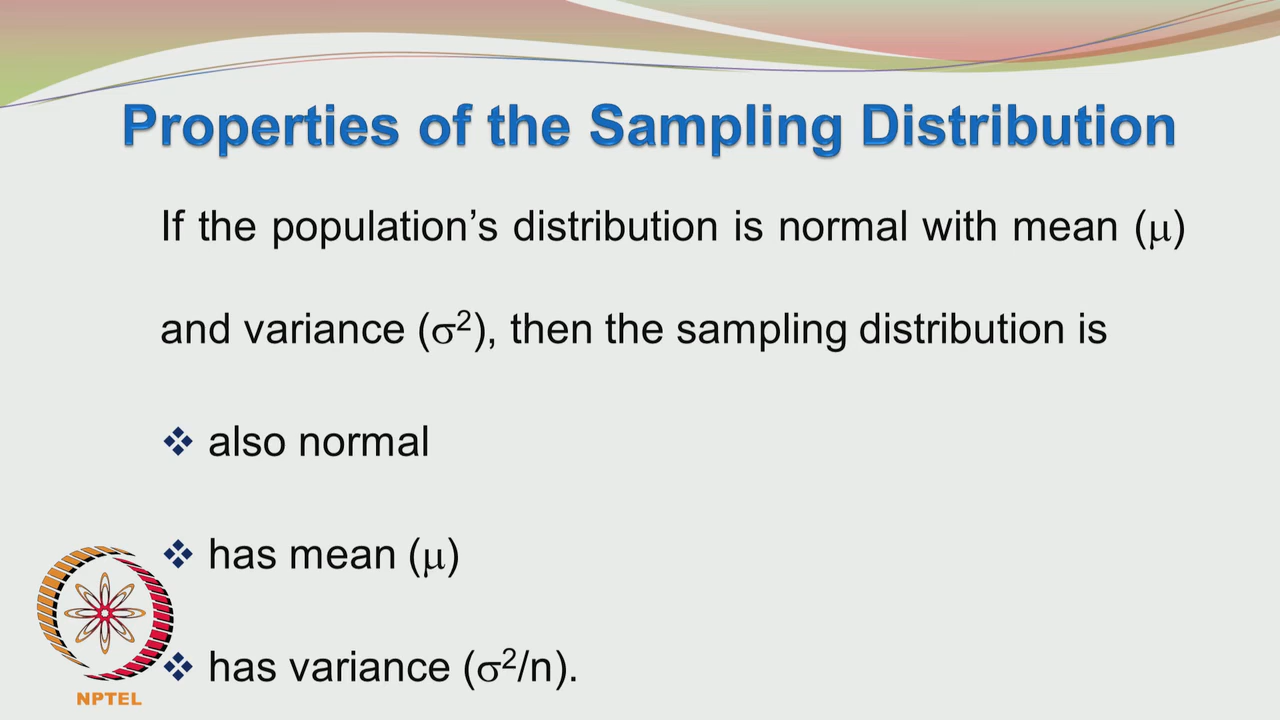 Properties of the Sampling Distribution
If the population’s distribution is normal with mean (μ)
and variance (σ²), then the sampling distribution is
❖ also normal
❖ has mean (μ)
❖ has variance (σ²/n).
NPTEL